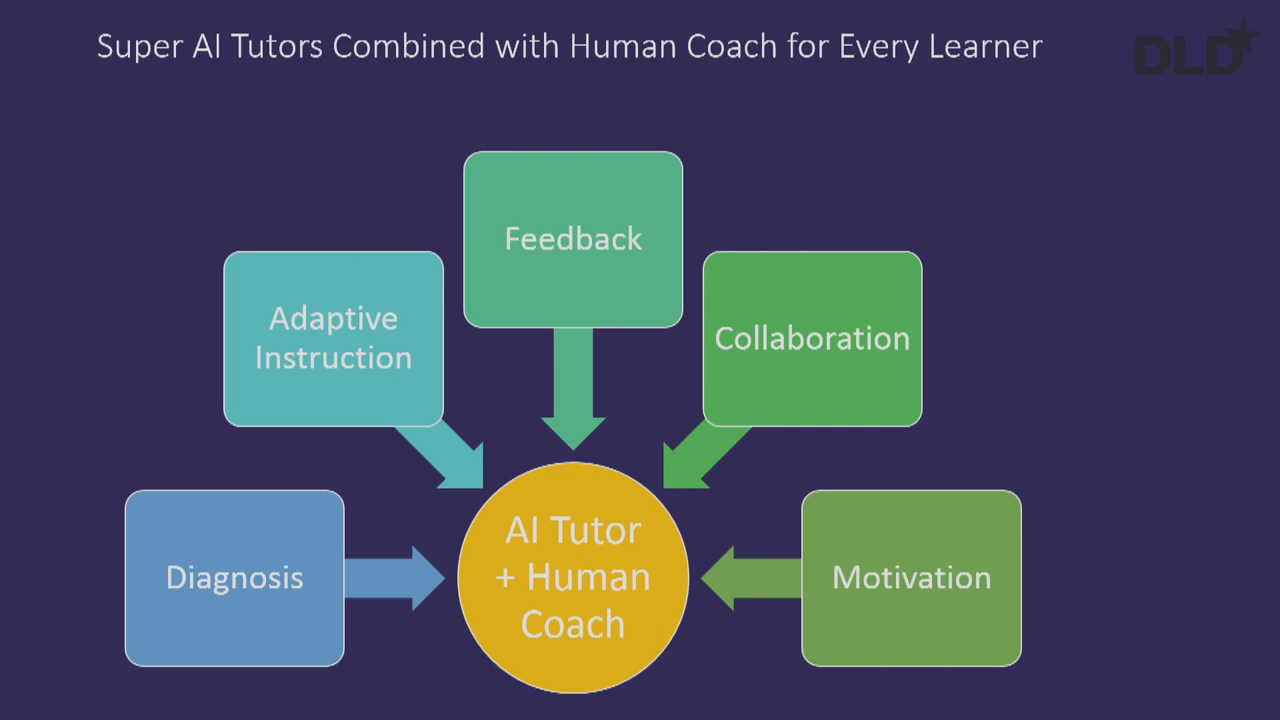 Super AI Tutors Combined with Human Coach for Every Learner
DLD
Feedback
Adaptive
Instruction
Collaboration
Diagnosis
AI Tutor
+ Human
Coach
Motivation